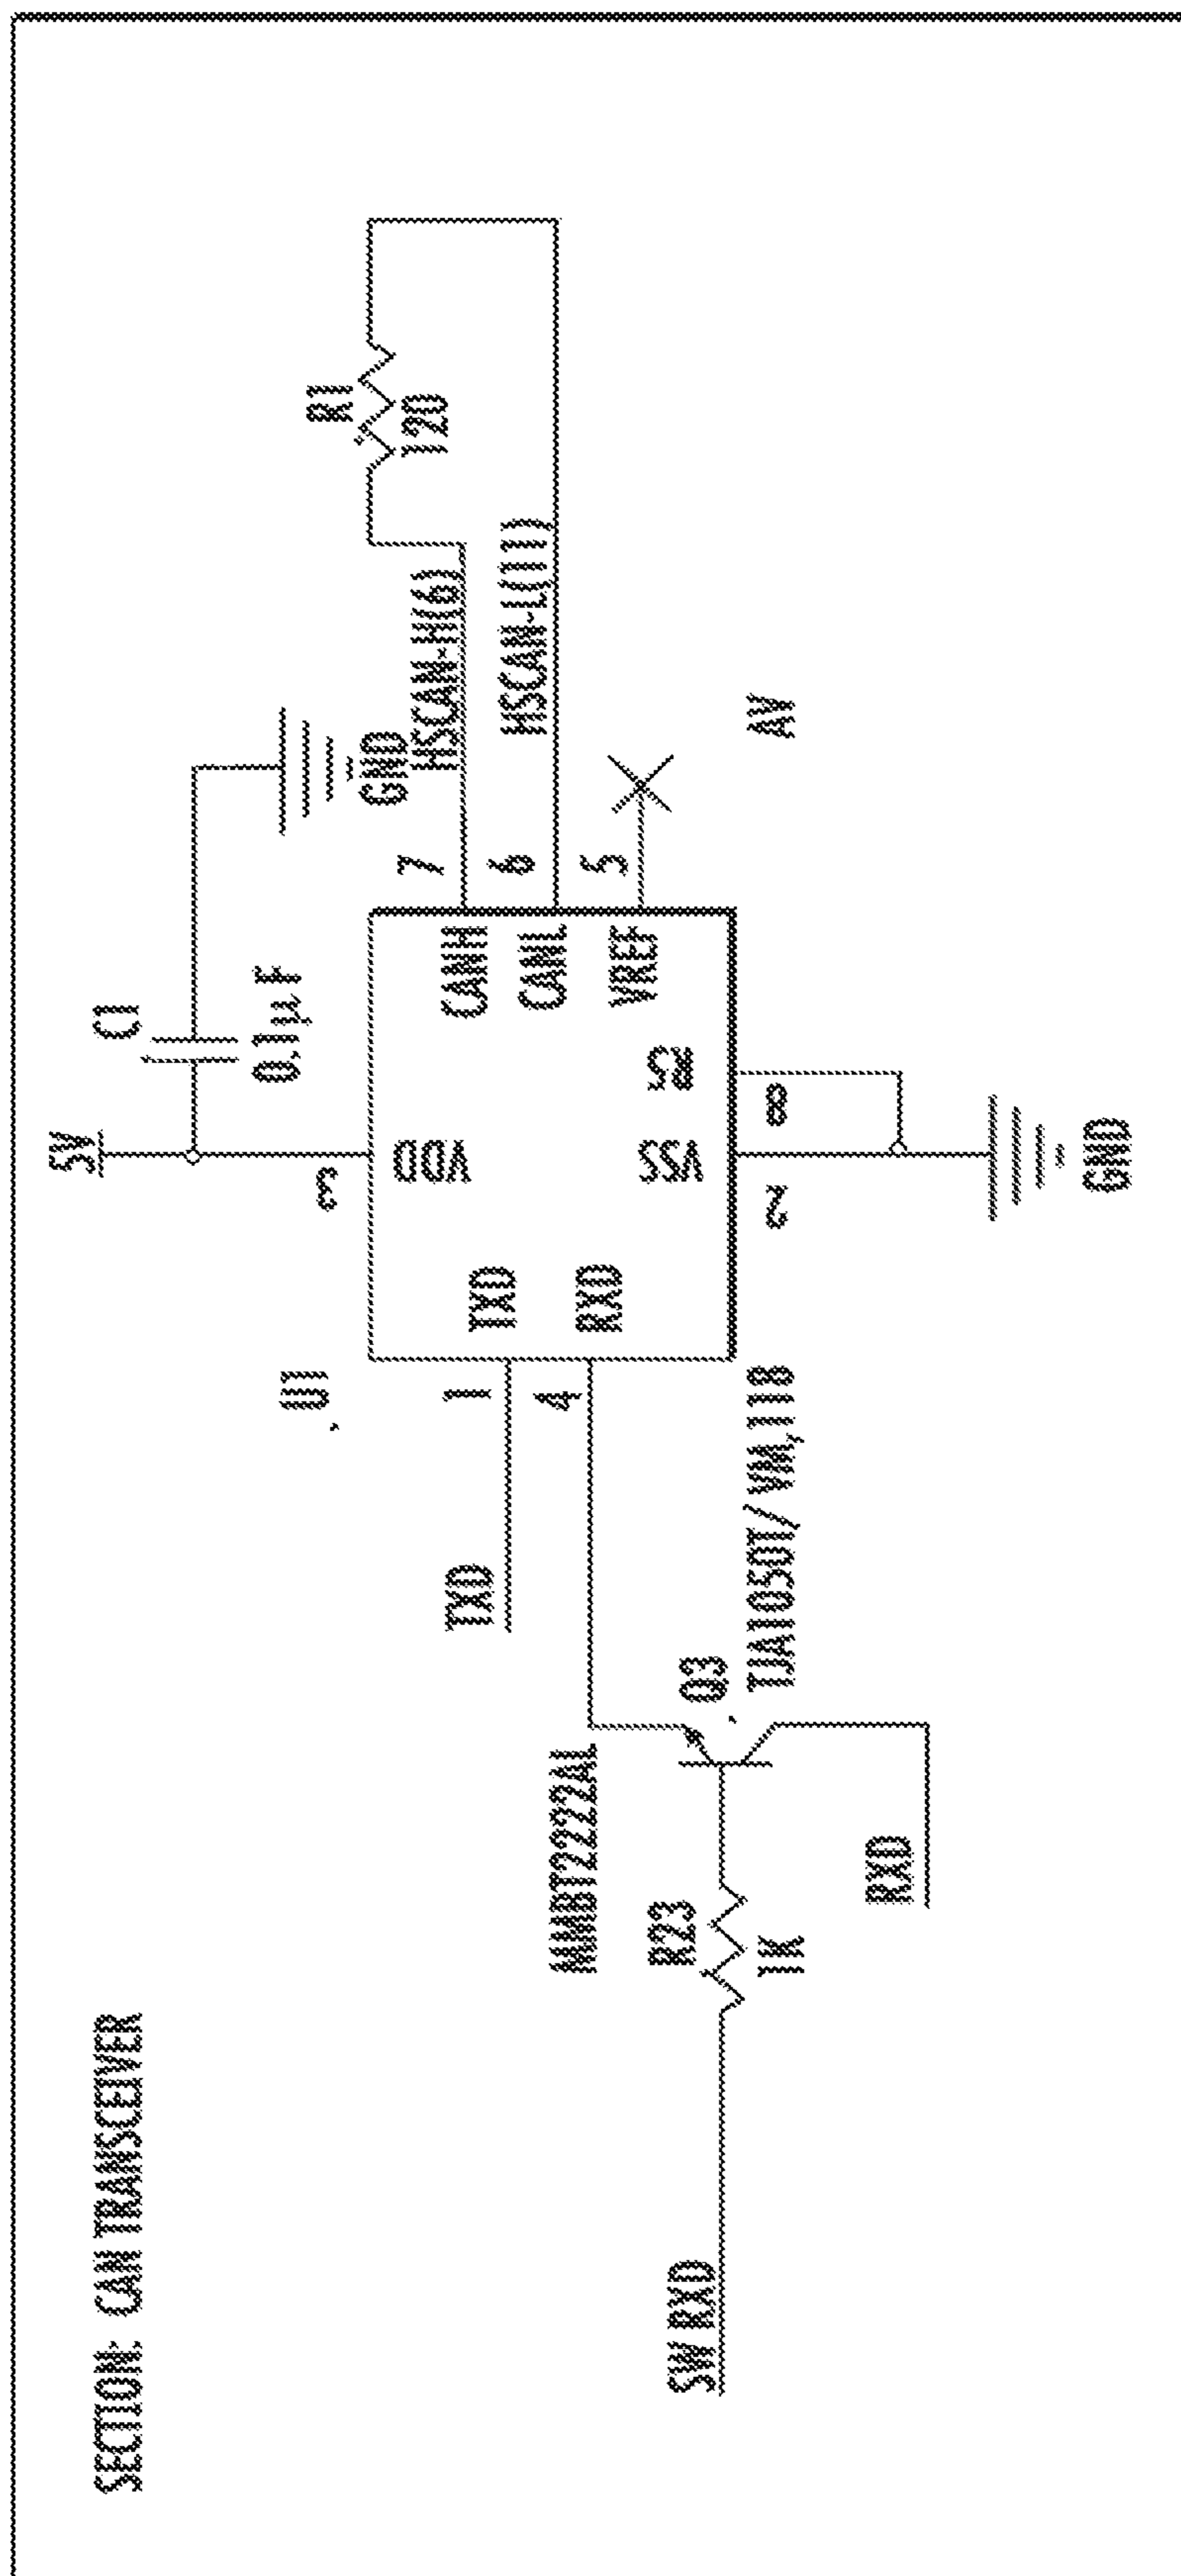 SECTION: CAN TRANSCEIVER
5V
C1
0.1µF
GND
U1
3
VDD
R1
120
TXD
1
TXD
CANH
7
HSCAN-H(6)
4
RXD
CANL
6
HSCAN-L(11)
VREF
5
VSS
RS
2
8
AV
MMBT2222AL
Q3
TJA1050T/ VM,118
SW RXD
R23
1K
RXD
GND